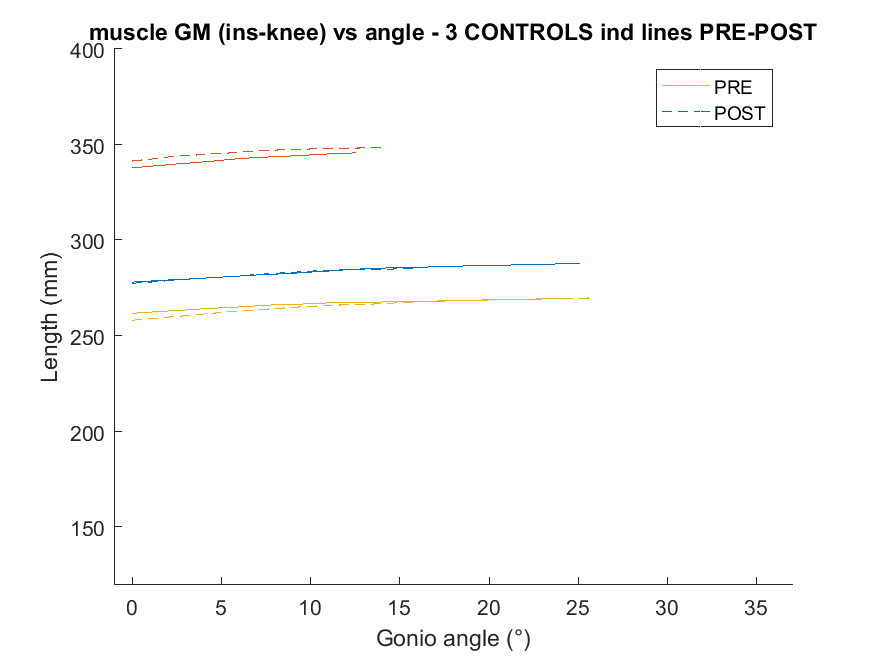 muscle GM (ins-knee) vs angle - 3 CONTROLS ind lines PRE-POST
400
350
300
250
200
150
Length (mm)
PRE
POST
0 5 10 15 20 25 30 35
Gonio angle (°)